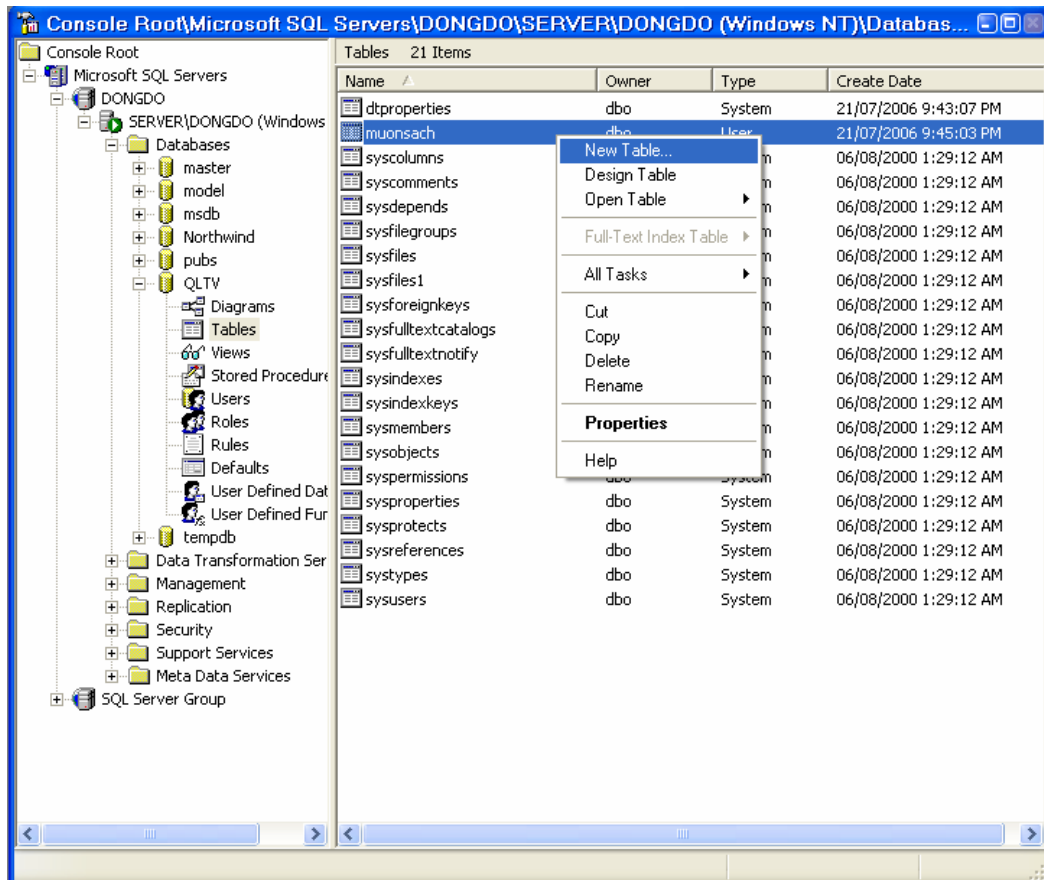 Console Root\Microsoft SQL Servers\DONGDO\SERVER\DONGDO (Windows NT)\Databas...
Console Root
Microsoft SQL Servers
DONGDO
SERVER\DONGDO (Windows
Databases
master
model
msdb
Northwind
pubs
QLTV
Diagrams
Tables
Views
Stored Procedure
Users
Roles
Rules
Defaults
User Defined Dat
User Defined Fur
tempdb
Data Transformation Ser
Management
Replication
Security
Support Services
Meta Data Services
SQL Server Group
Tables 21 Items
Name Owner Type Create Date
dtproperties dbo System 21/07/2006 9:43:07 PM
muonsach dbo User 21/07/2006 9:45:03 PM
syscolumns 06/08/2000 1:29:12 AM
syscomments 06/08/2000 1:29:12 AM
sysdepends 06/08/2000 1:29:12 AM
sysfilegroups 06/08/2000 1:29:12 AM
sysfiles 06/08/2000 1:29:12 AM
sysfiles1 06/08/2000 1:29:12 AM
sysforeignkeys 06/08/2000 1:29:12 AM
sysfulltextcatalogs 06/08/2000 1:29:12 AM
sysfulltextnotify 06/08/2000 1:29:12 AM
sysindexes 06/08/2000 1:29:12 AM
sysindexkeys 06/08/2000 1:29:12 AM
sysmembers 06/08/2000 1:29:12 AM
sysobjects 06/08/2000 1:29:12 AM
syspermissions dbo System 06/08/2000 1:29:12 AM
sysproperties dbo System 06/08/2000 1:29:12 AM
sysprotects dbo System 06/08/2000 1:29:12 AM
sysreferences dbo System 06/08/2000 1:29:12 AM
systypes dbo System 06/08/2000 1:29:12 AM
sysusers dbo System 06/08/2000 1:29:12 AM
New Table...
Design Table
Open Table
Full-Text Index Table
All Tasks
Cut
Copy
Delete
Rename
Properties
Help